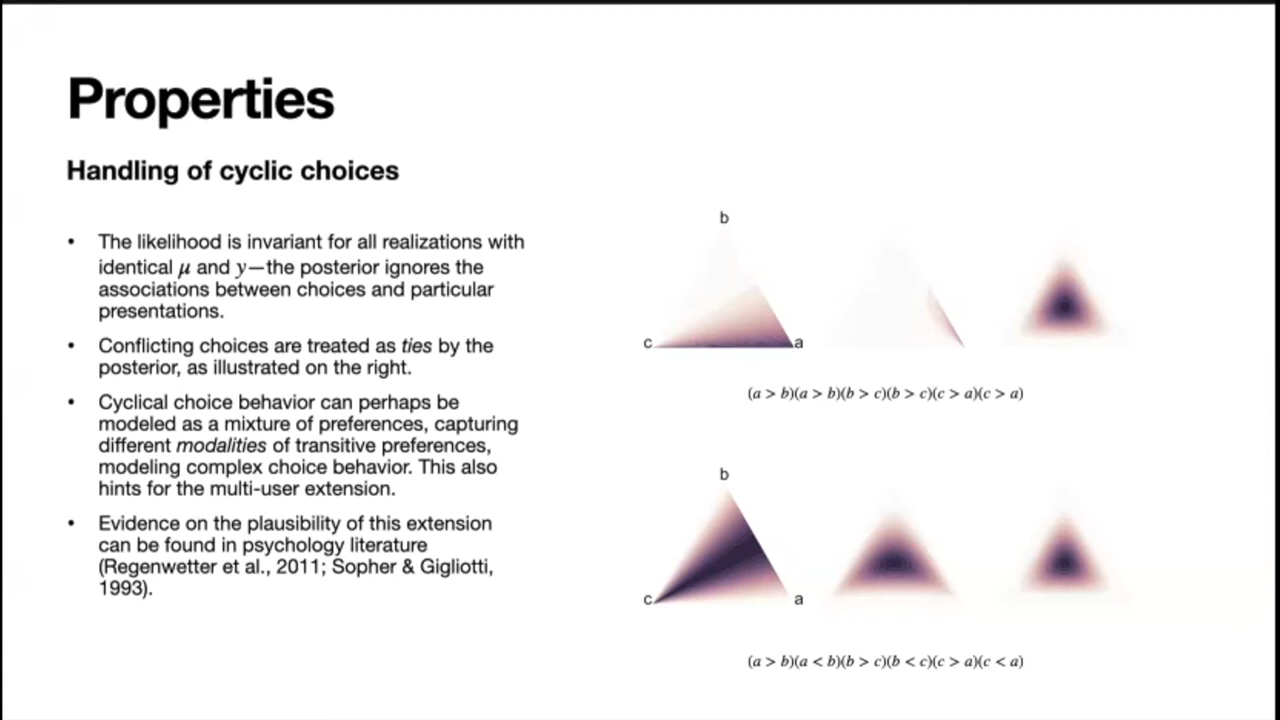 Properties
Handling of cyclic choices
• The likelihood is invariant for all realizations with
identical μ and y—the posterior ignores the
associations between choices and particular
presentations.
• Conflicting choices are treated as ties by the
posterior, as illustrated on the right.
• Cyclical choice behavior can perhaps be
modeled as a mixture of preferences, capturing
different modalities of transitive preferences,
modeling complex choice behavior. This also
hints for the multi-user extension.
• Evidence on the plausibility of this extension
can be found in psychology literature
(Regenwetter et al., 2011; Sopher & Gigliotti,
1993).
b
c
a
(a > b)(a > b)(b > c)(b > c)(c > a)(c > a)
b
c
a
(a > b)(a < b)(b > c)(b < c)(c > a)(c < a)